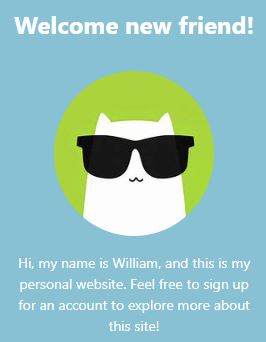 Welcome new friend!
Hi, my name is William, and this is my
personal website. Feel free to sign up
for an account to explore more about
this site!